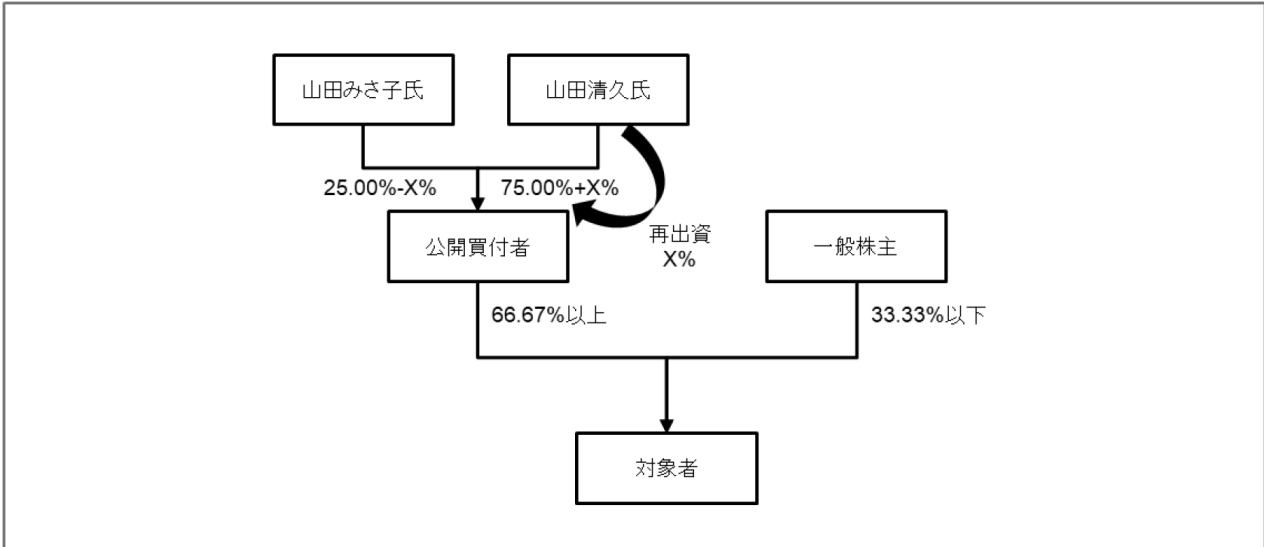 山田みさ子氏
山田清久氏
25.00%-X%
75.00%+X%
再出資
X%
公開買付者
一般株主
66.67%以上
33.33%以下
対象者